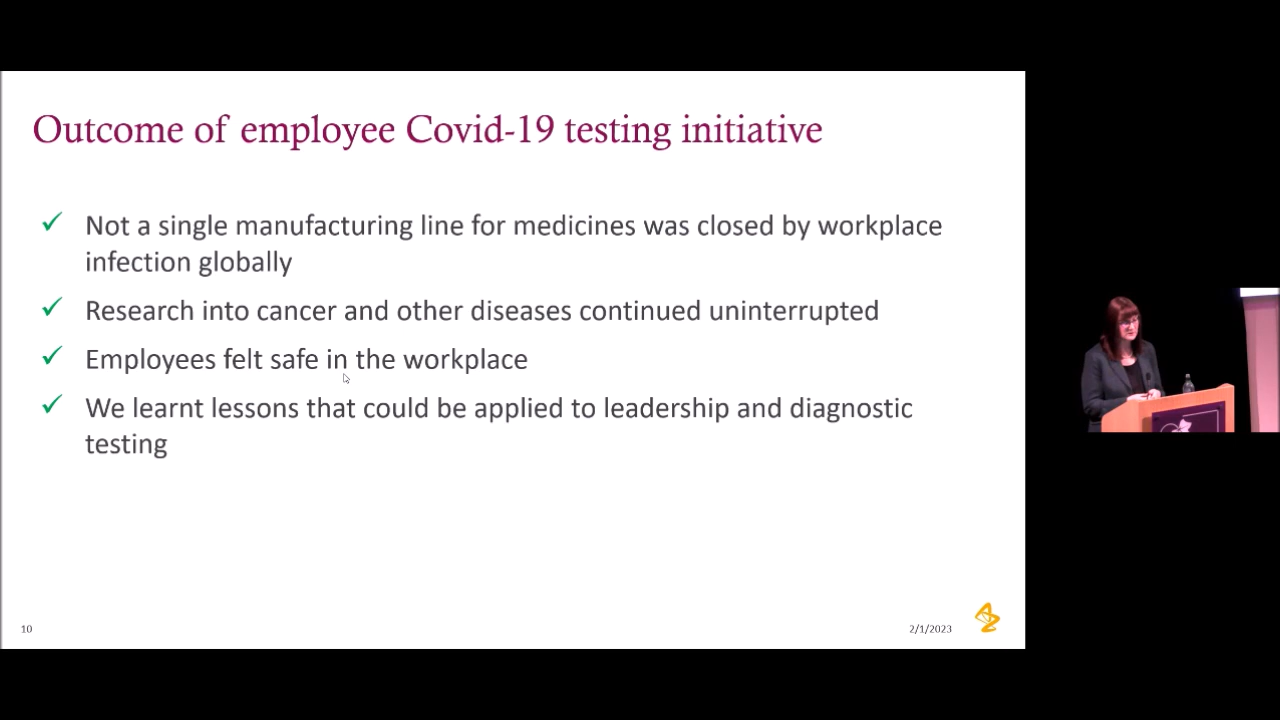 Outcome of employee Covid-19 testing initiative
✓ Not a single manufacturing line for medicines was closed by workplace
infection globally
✓ Research into cancer and other diseases continued uninterrupted
✓ Employees felt safe in the workplace
✓ We learnt lessons that could be applied to leadership and diagnostic
testing
10
2/1/2023